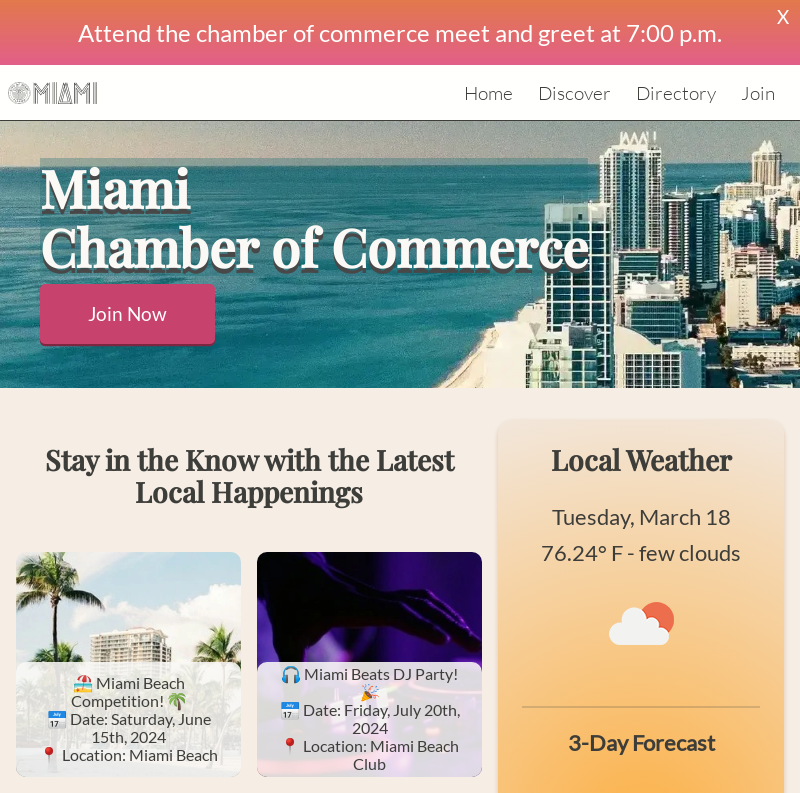 Attend the chamber of commerce meet and greet at 7:00 p.m.
X
MIAMI
Home Discover Directory Join
Miami
Chamber of Commerce
Join Now
Stay in the Know with the Latest
Local Happenings
🏖️ Miami Beach
Competition! 🌴
📅 Date: Saturday, June
15th, 2024
📍 Location: Miami Beach
🎧 Miami Beats DJ Party!
🎉
📅 Date: Friday, July 20th,
2024
📍 Location: Miami Beach
Club
Local Weather
Tuesday, March 18
76.24° F - few clouds
3-Day Forecast